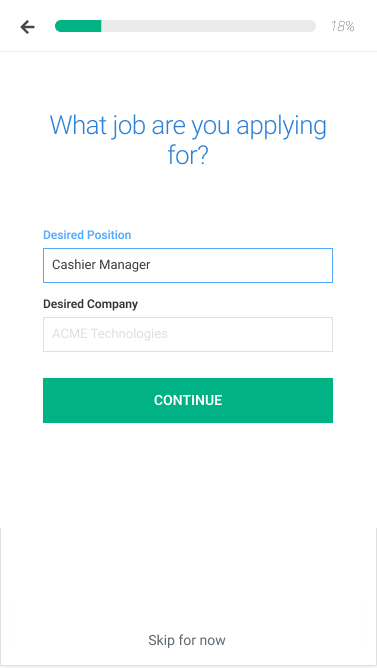 18%
What job are you applying
for?
Desired Position
Cashier Manager
Desired Company
ACME Technologies
CONTINUE
Skip for now